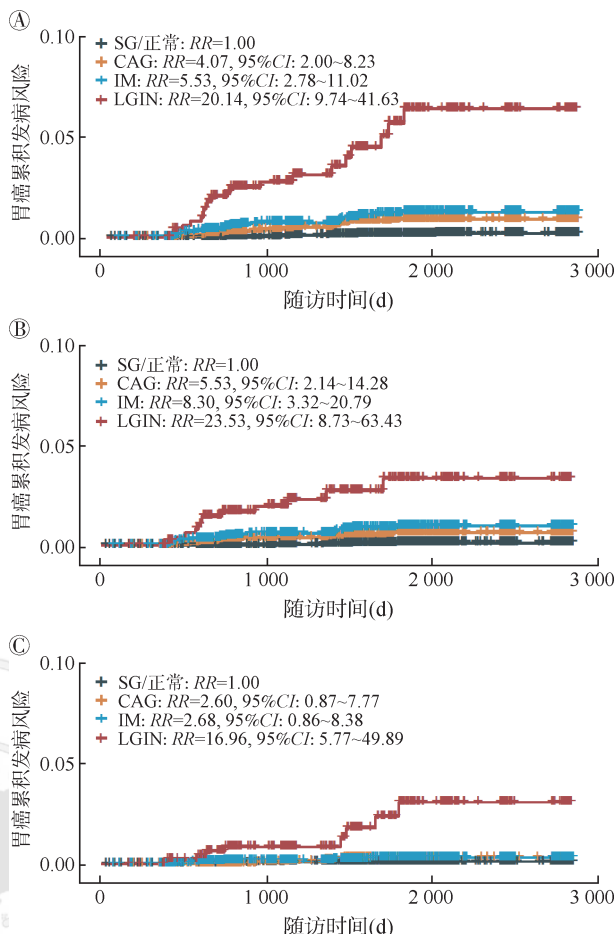 Ⓐ
SG/正常: RR=1.00
CAG: RR=4.07, 95%CI: 2.00~8.23
IM: RR=5.53, 95%CI: 2.78~11.02
LGIN: RR=20.14, 95%CI: 9.74~41.63
胃癌累积发病风险
0.10
0.05
0.00
0
1 000
2 000
3 000
随访时间(d)
Ⓑ
SG/正常: RR=1.00
CAG: RR=5.53, 95%CI: 2.14~14.28
IM: RR=8.30, 95%CI: 3.32~20.79
LGIN: RR=23.53, 95%CI: 8.73~63.43
胃癌累积发病风险
0.10
0.05
0.00
0
1 000
2 000
3 000
随访时间(d)
Ⓒ
SG/正常: RR=1.00
CAG: RR=2.60, 95%CI: 0.87~7.77
IM: RR=2.68, 95%CI: 0.86~8.38
LGIN: RR=16.96, 95%CI: 5.77~49.89
胃癌累积发病风险
0.10
0.05
0.00
0
1 000
2 000
3 000
随访时间(d)